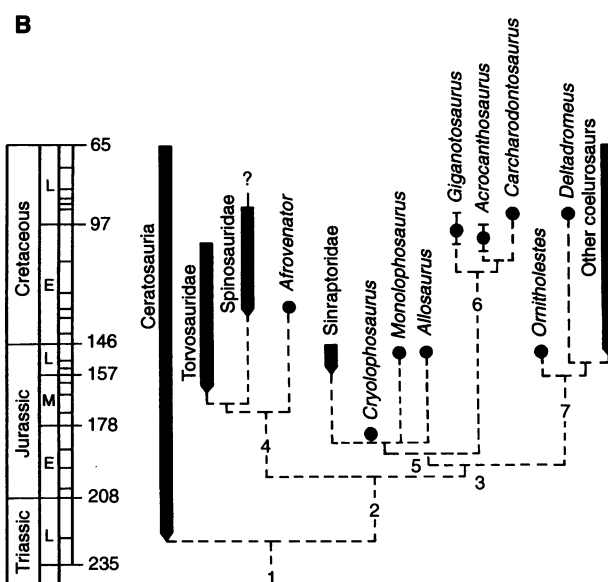 B
Cretaceous
Jurassic
Triassic
L
E
L
M
E
L
65
97
146
157
178
208
235
Ceratosauria
Torvosauridae
Spinosauridae
?
Afrovenator
Sinraptoridae
Cryolophosaurus
Monolophosaurus
Allosaurus
Giganotosaurus
Acrocanthosaurus
Carcharodontosaurus
Ornitholestes
Deltadromeus
Other coelurosaurs
1
2
3
4
5
6
7